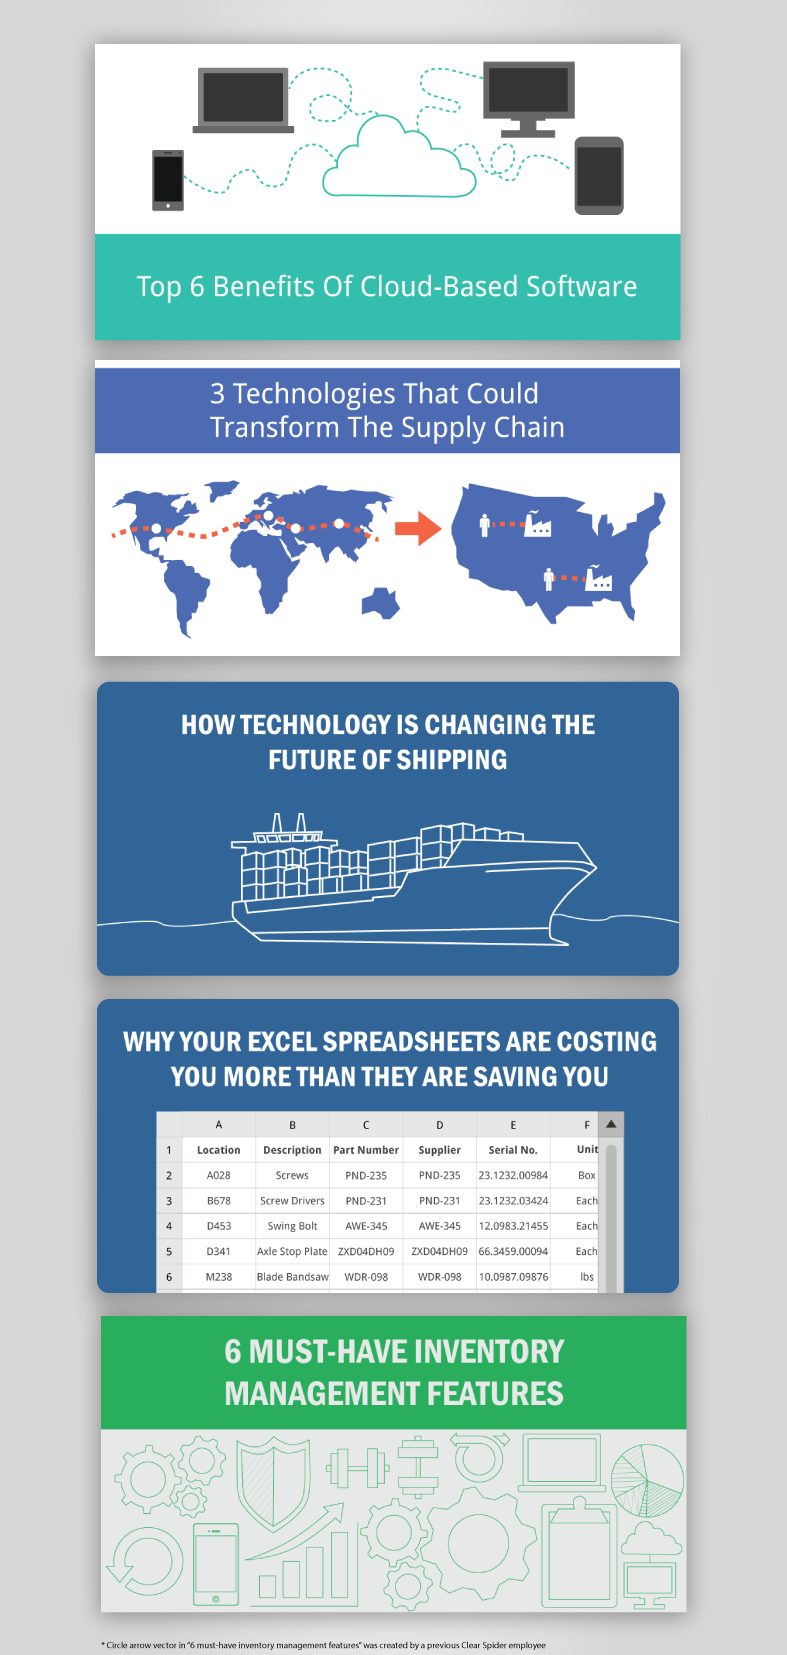 Top 6 Benefits Of Cloud-Based Software
3 Technologies That Could
Transform The Supply Chain
HOW TECHNOLOGY IS CHANGING THE
FUTURE OF SHIPPING
WHY YOUR EXCEL SPREADSHEETS ARE COSTING
YOU MORE THAN THEY ARE SAVING YOU
A B C D E F
1 Location Description Part Number Supplier Serial No. Unit
2 A028 Screws PND-235 PND-235 23.1232.00984 Box
3 B678 Screw Drivers PND-231 PND-231 23.1232.03424 Each
4 D453 Swing Bolt AWE-345 AWE-345 12.0983.21455 Each
5 D341 Axle Stop Plate ZXD04DH09 ZXD04DH09 66.3459.00094 Each
6 M238 Blade Bandsaw WDR-098 WDR-098 10.0987.09876 lbs
6 MUST-HAVE INVENTORY
MANAGEMENT FEATURES
* Circle arrow vector in "6 must-have inventory management features" was created by a previous Clear Spider employee